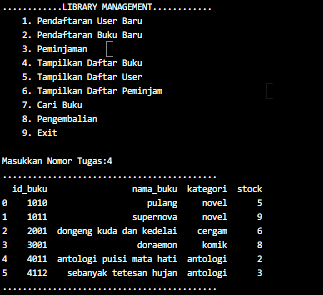 ............LIBRARY MANAGEMENT............
1. Pendaftaran User Baru
2. Pendaftaran Buku Baru
3. Peminjaman
4. Tampilkan Daftar Buku
5. Tampilkan Daftar User
6. Tampilkan Daftar Peminjam
7. Cari Buku
8. Pengembalian
9. Exit
Masukkan Nomor Tugas:4
...........................................
id_buku nama_buku kategori stock
0 1010 pulang novel 5
1 1011 supernova novel 9
2 2001 dongeng kuda dan kedelai cergam 6
3 3001 doraemon komik 8
4 4011 antologi puisi mata hati antologi 2
5 4112 sebanyak tetesan hujan antologi 3
...........................................